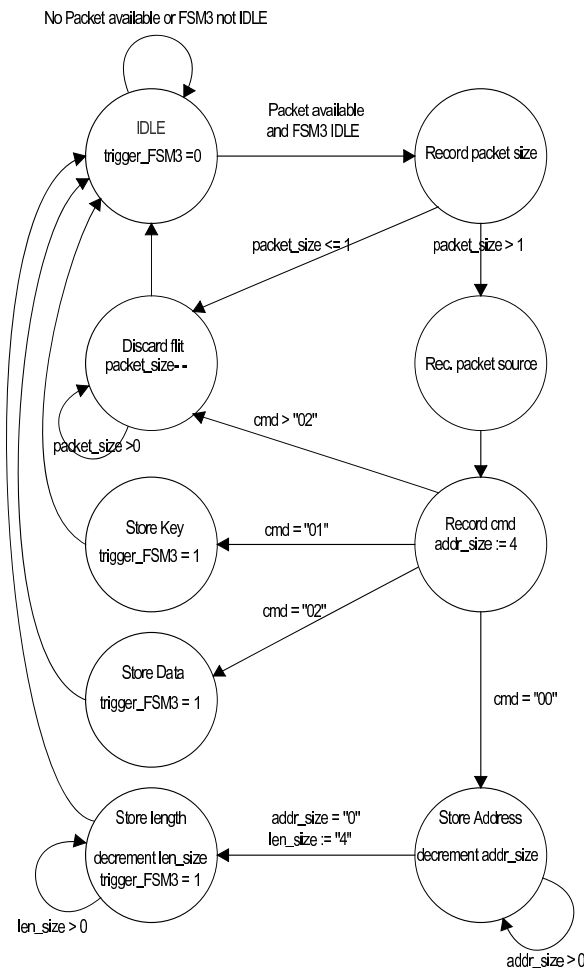 No Packet available or FSM3 not IDLE
IDLE
trigger_FSM3 =0
Packet available
and FSM3 IDLE
Record packet size
packet_size <= 1
packet_size > 1
Discard flit
packet_size--
Rec. packet source
packet_size >0
cmd > "02"
Store Key
trigger_FSM3 = 1
cmd = "01"
Record cmd
addr_size := 4
cmd = "02"
Store Data
trigger_FSM3 = 1
cmd = "00"
Store length
decrement len_size
trigger_FSM3 = 1
addr_size = "0"
len_size := "4"
Store Address
decrement addr_size
len_size > 0
addr_size > 0